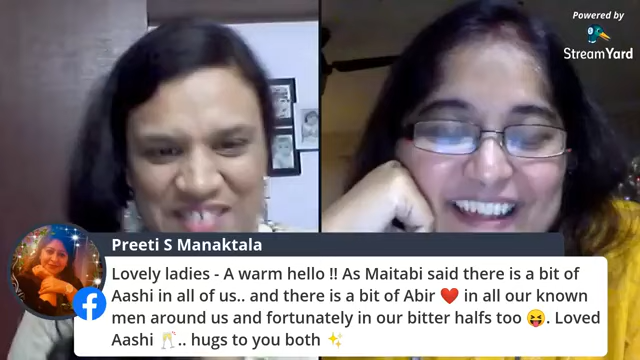 Powered by
StreamYard
Preeti S Manaktala
Lovely ladies - A warm hello !! As Maitabi said there is a bit of
Aashi in all of us.. and there is a bit of Abir ❤️ in all our known
men around us and fortunately in our bitter halfs too 😝. Loved
Aashi 🥂.. hugs to you both ✨